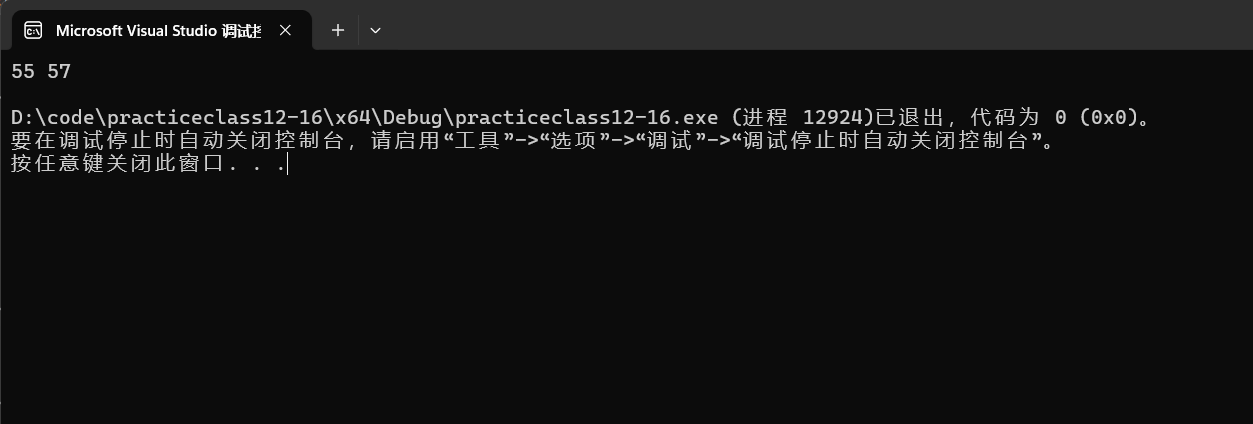 Microsoft Visual Studio 调试
55 57
D:\code\practiceclass12-16\x64\Debug\practiceclass12-16.exe (进程 12924)已退出，代码为 0 (0x0)。
要在调试停止时自动关闭控制台，请启用“工具”->“选项”->“调试”->“调试停止时自动关闭控制台”。
按任意键关闭此窗口. . .